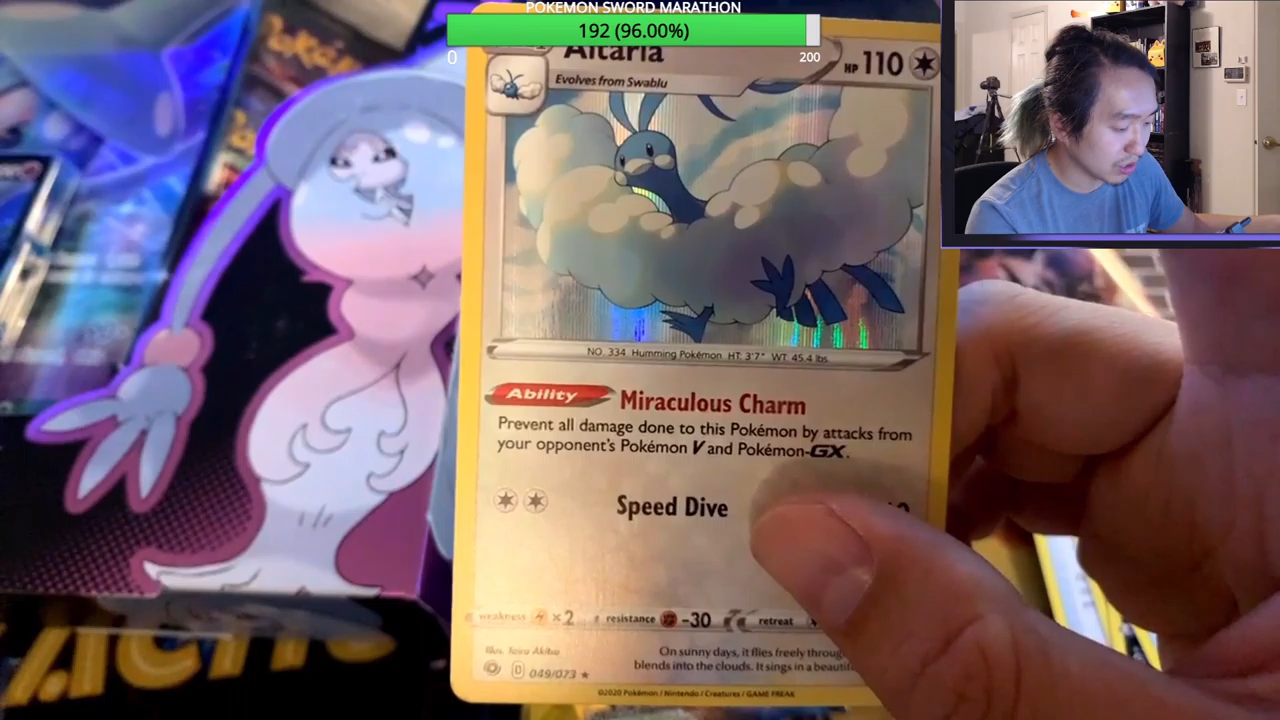 POKEMON SWORD MARATHON
192 (96.00%)
0
200
Altaria
HP 110
Evolves from Swablu
NO. 334 Humming Pokémon HT: 3'7" WT: 45.4 lbs.
Ability Miraculous Charm
Prevent all damage done to this Pokémon by attacks from
your opponent's Pokémon V and Pokémon-GX.
Speed Dive
weakness ×2 resistance -30 retreat
Illus.
On sunny days, it flies freely
blends into the clouds. It sings in a
049/073
©2020 Pokémon / Nintendo / Creatures / GAME FREAK